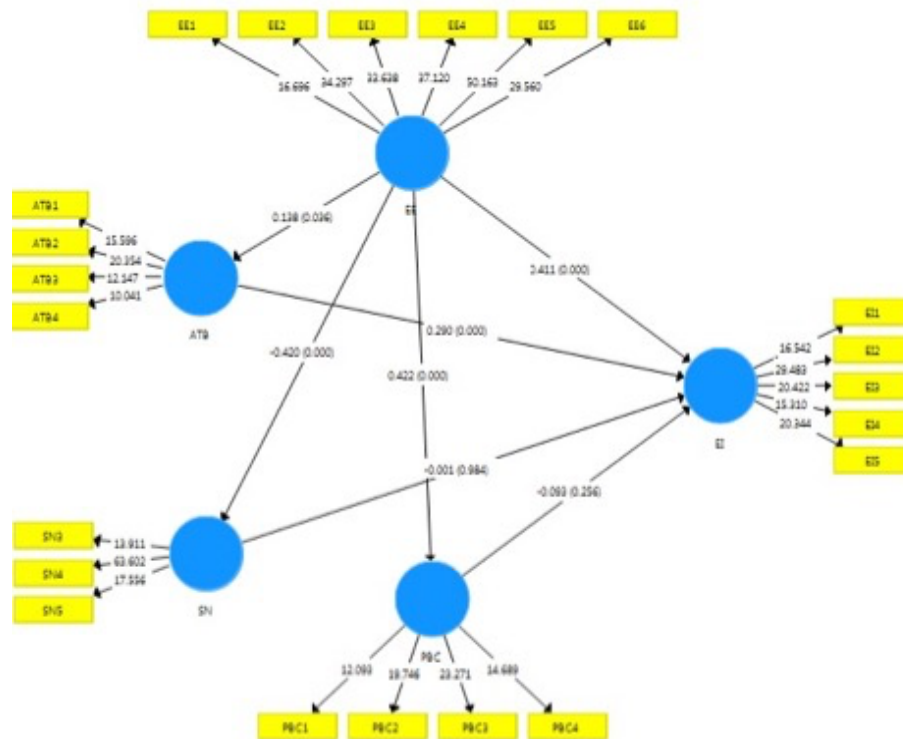 EE1 EE2 EE3 EE4 EE5 EE6
16.696 34.297 33.638 37.120 50.163 29.560
EE
ATB1
ATB2
ATB3
ATB4
15.596
20.354
12.147
10.041
ATB
0.138 (0.036)
0.411 (0.000)
0.290 (0.000)
-0.420 (0.000)
0.422 (0.000)
EI1
EI2
EI3
EI4
EI5
16.542
29.483
20.422
15.310
20.344
EI
-0.001 (0.984)
-0.093 (0.256)
SN3
SN4
SN5
13.911
63.602
17.556
SN
PBC
12.093 19.746 23.271 14.689
PBC1 PBC2 PBC3 PBC4